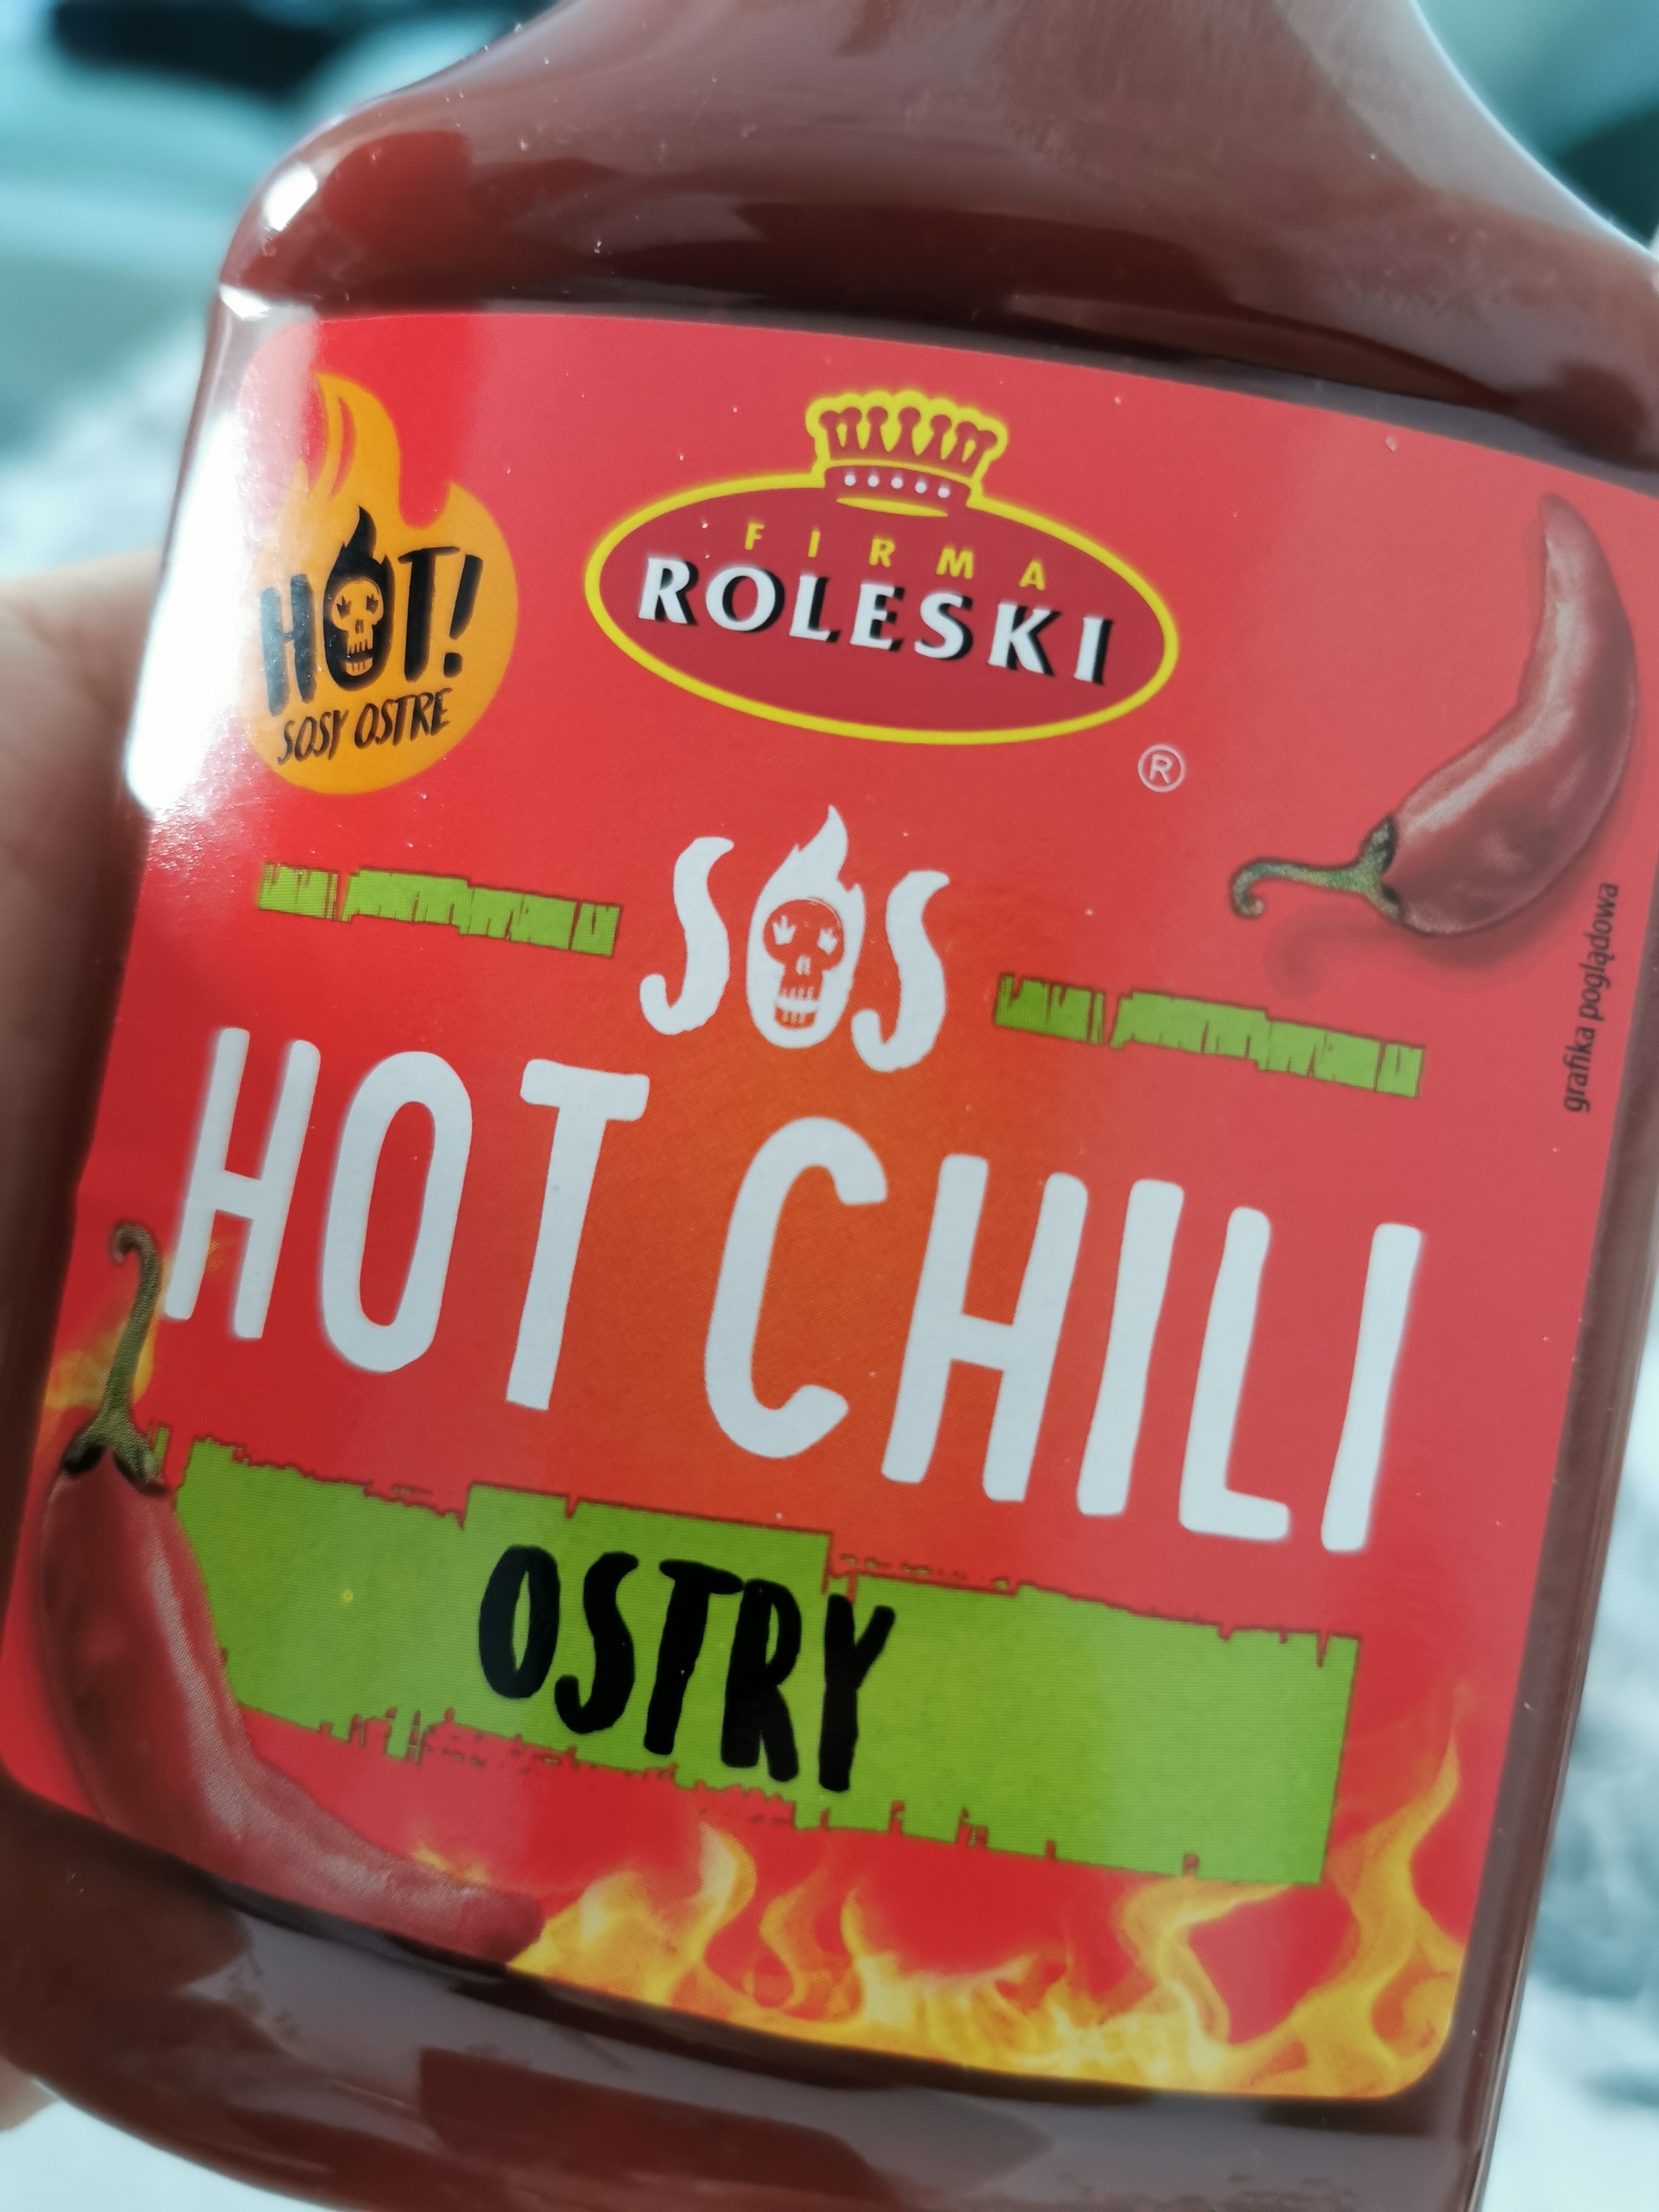 FIRMA
ROLESKI
®
HOT!
SOSY OSTRE
SOS
HOT CHILI
OSTRY
grafika poglądowa